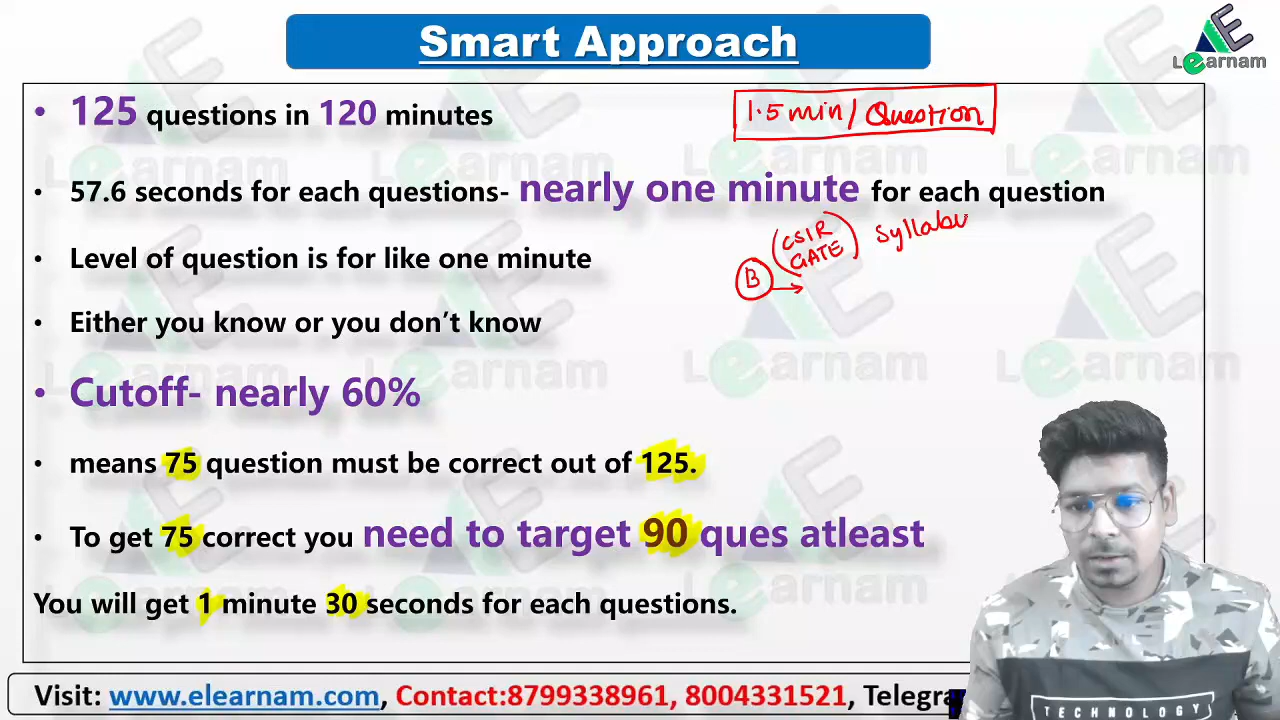 Smart Approach
Learnam
• 125 questions in 120 minutes
1.5 min/Question
• 57.6 seconds for each questions- nearly one minute for each question
(CSIR GATE) Syllabu
B →
• Level of question is for like one minute
• Either you know or you don't know
• Cutoff- nearly 60%
• means 75 question must be correct out of 125.
• To get 75 correct you need to target 90 ques atleast
You will get 1 minute 30 seconds for each questions.
Visit: www.elearnam.com, Contact:8799338961, 8004331521, Telegra
TECHNOLOGY